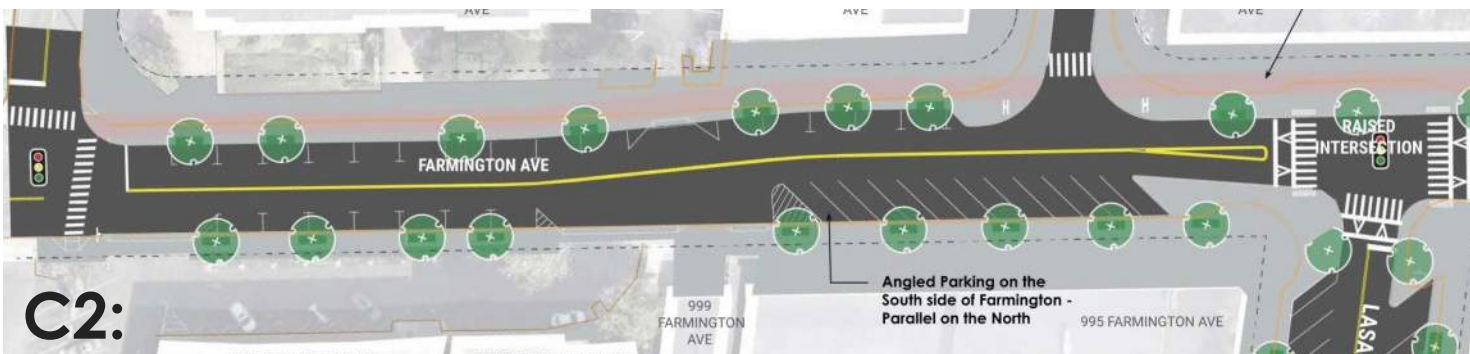 AVE
AVE
AVE
RAISED
INTERSECTION
FARMINGTON AVE
Angled Parking on the
South side of Farmington -
Parallel on the North
C2:
999
FARMINGTON
AVE
995 FARMINGTON AVE
LASA